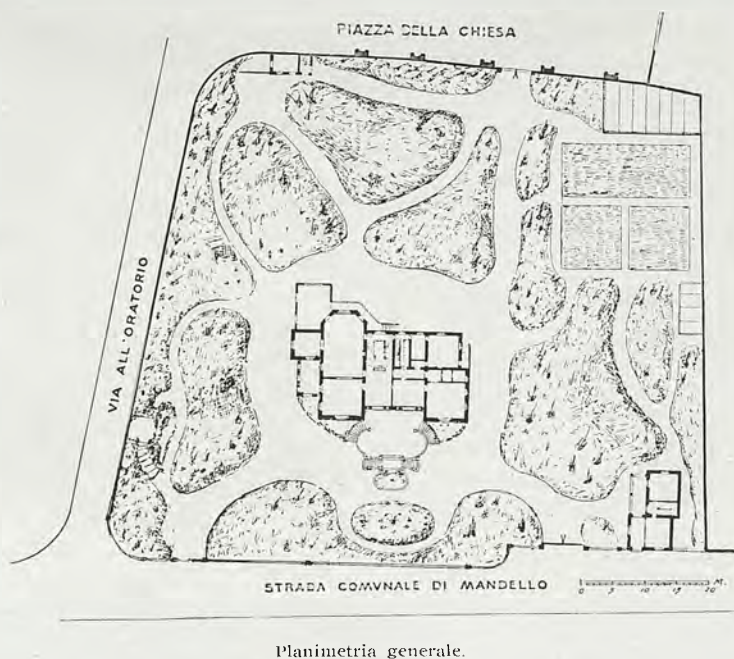 PIAZZA DELLA CHIESA
VIA ALL'ORATORIO
STRADA COMVNALE DI MANDELLO
0 5 10 15 20 M.
Planimetria generale.